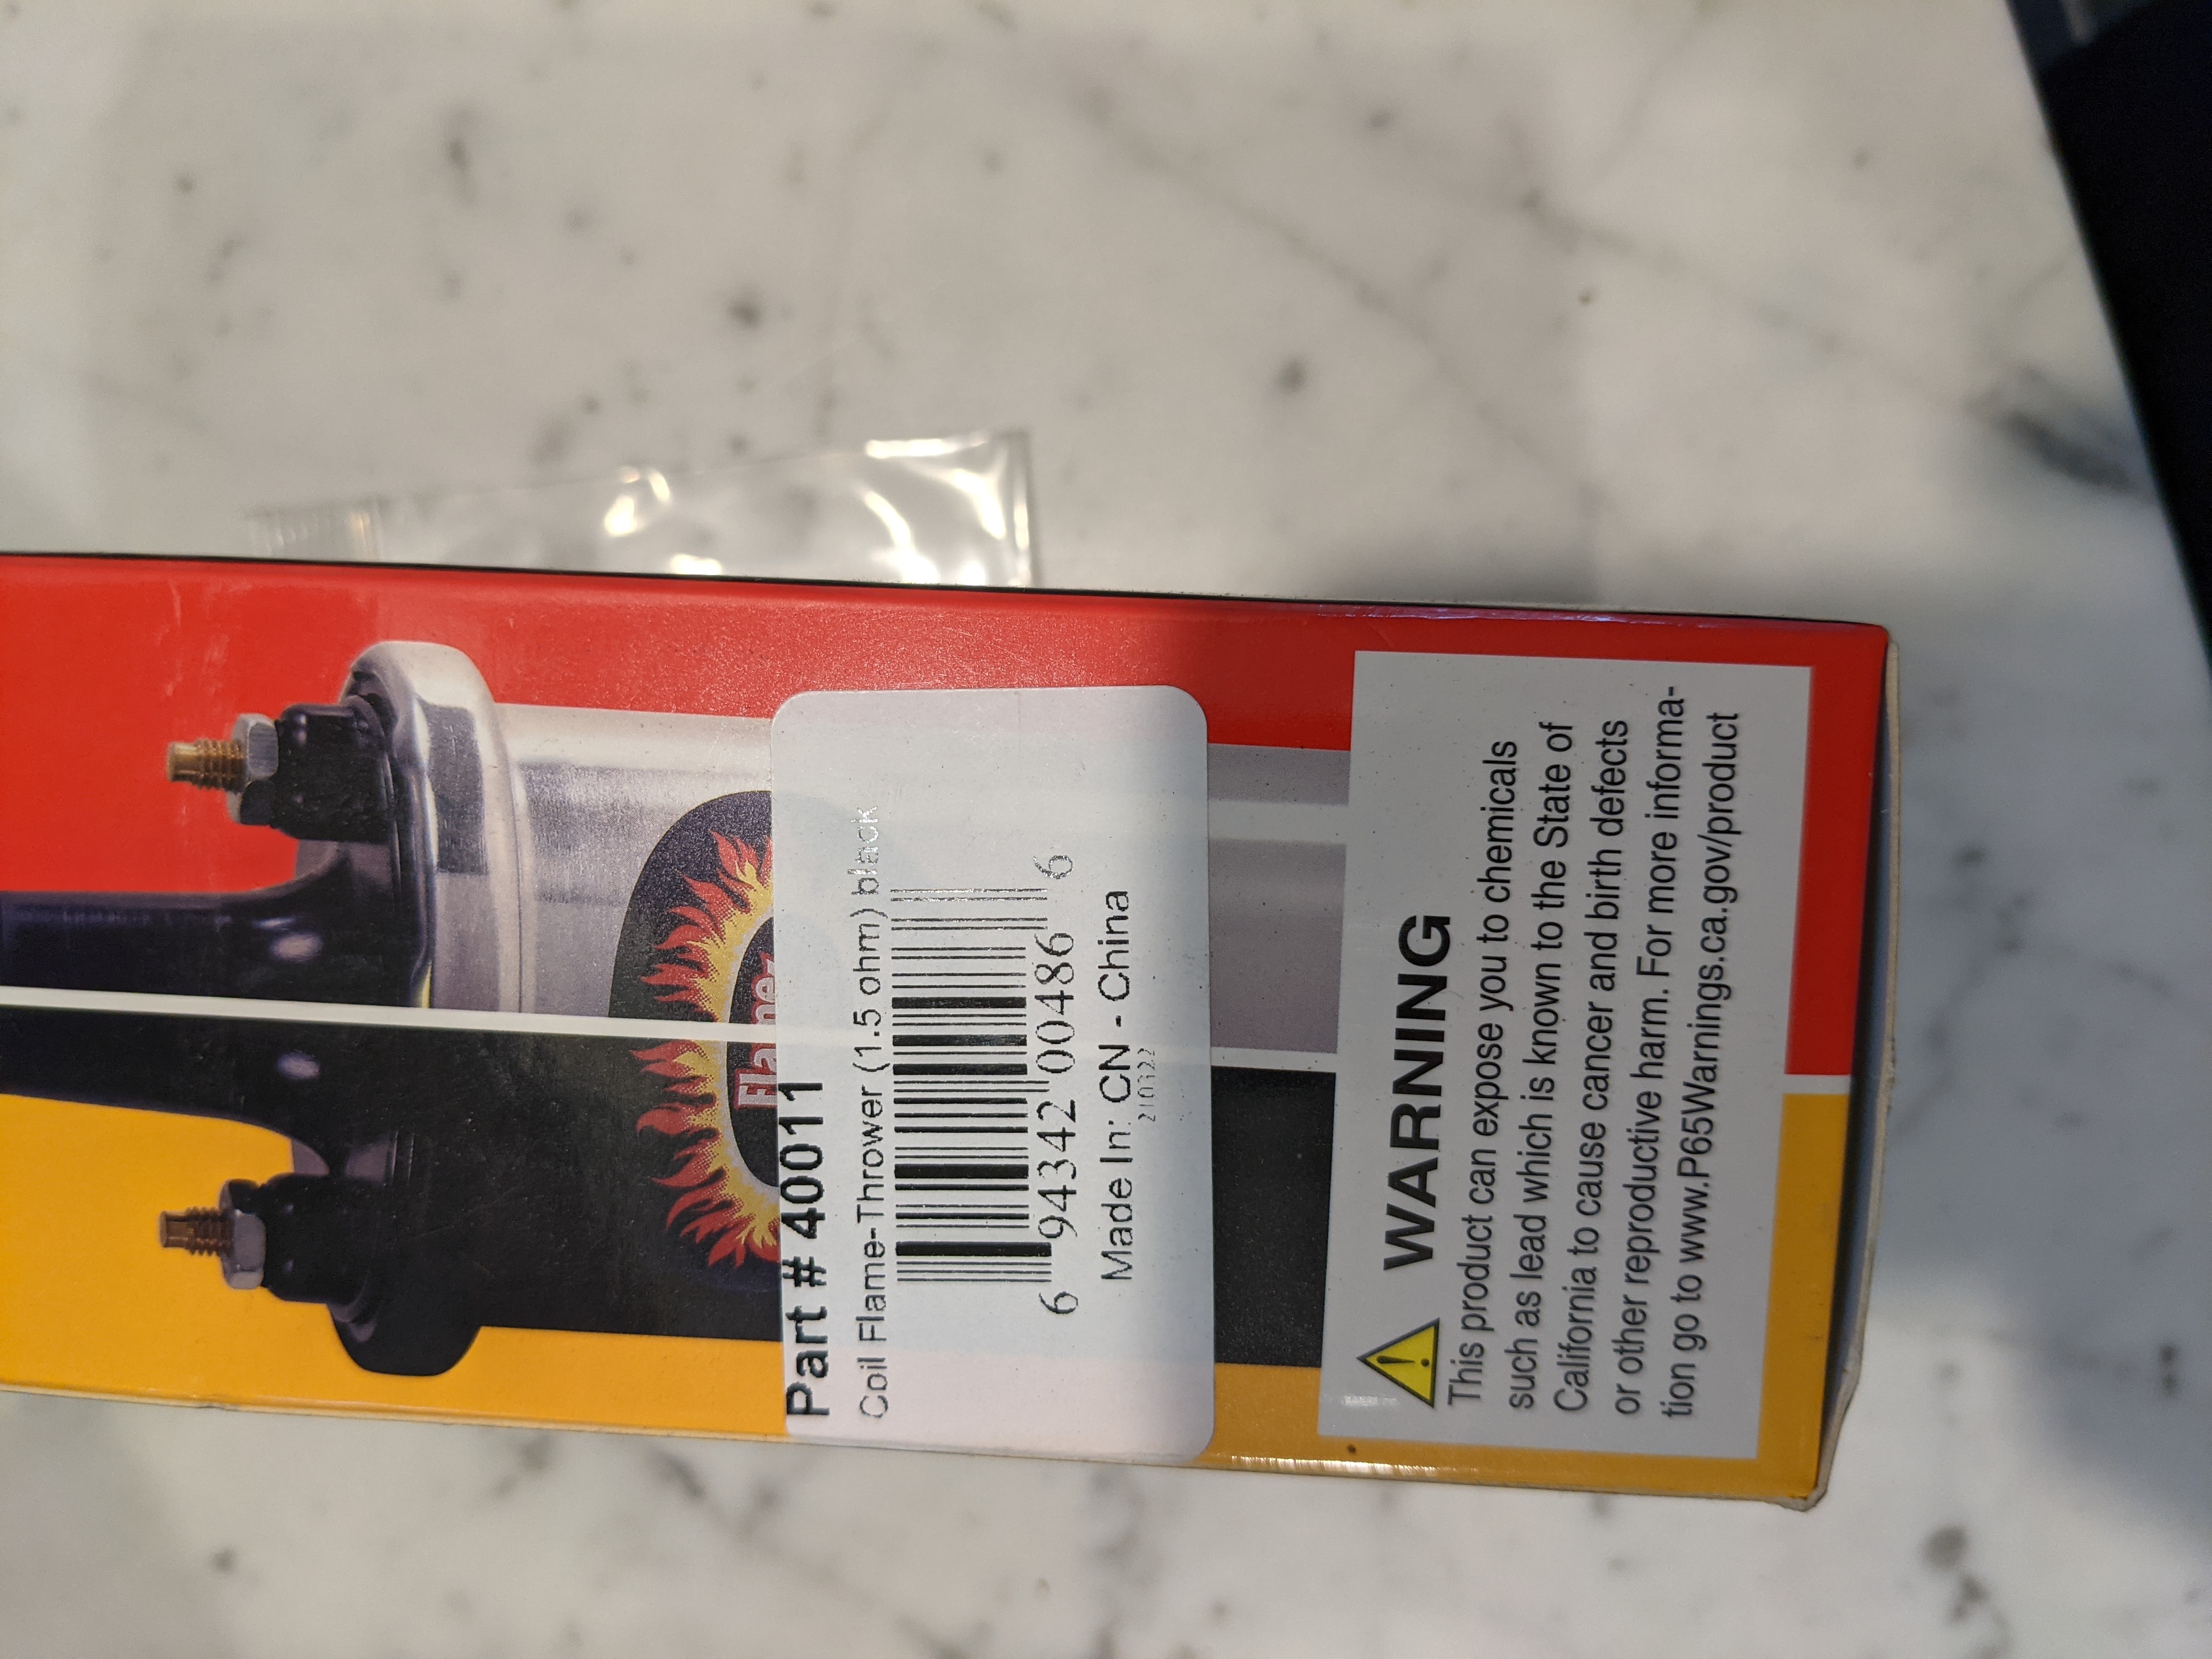 Flame
Part # 40011
Coil Flame-Thrower (1.5 ohm) black
6 94342 00486 6
Made In: CN - China
210322
WARNING
This product can expose you to chemicals
such as lead which is known to the State of
California to cause cancer and birth defects
or other reproductive harm. For more informa-
tion go to www.P65Warnings.ca.gov/product